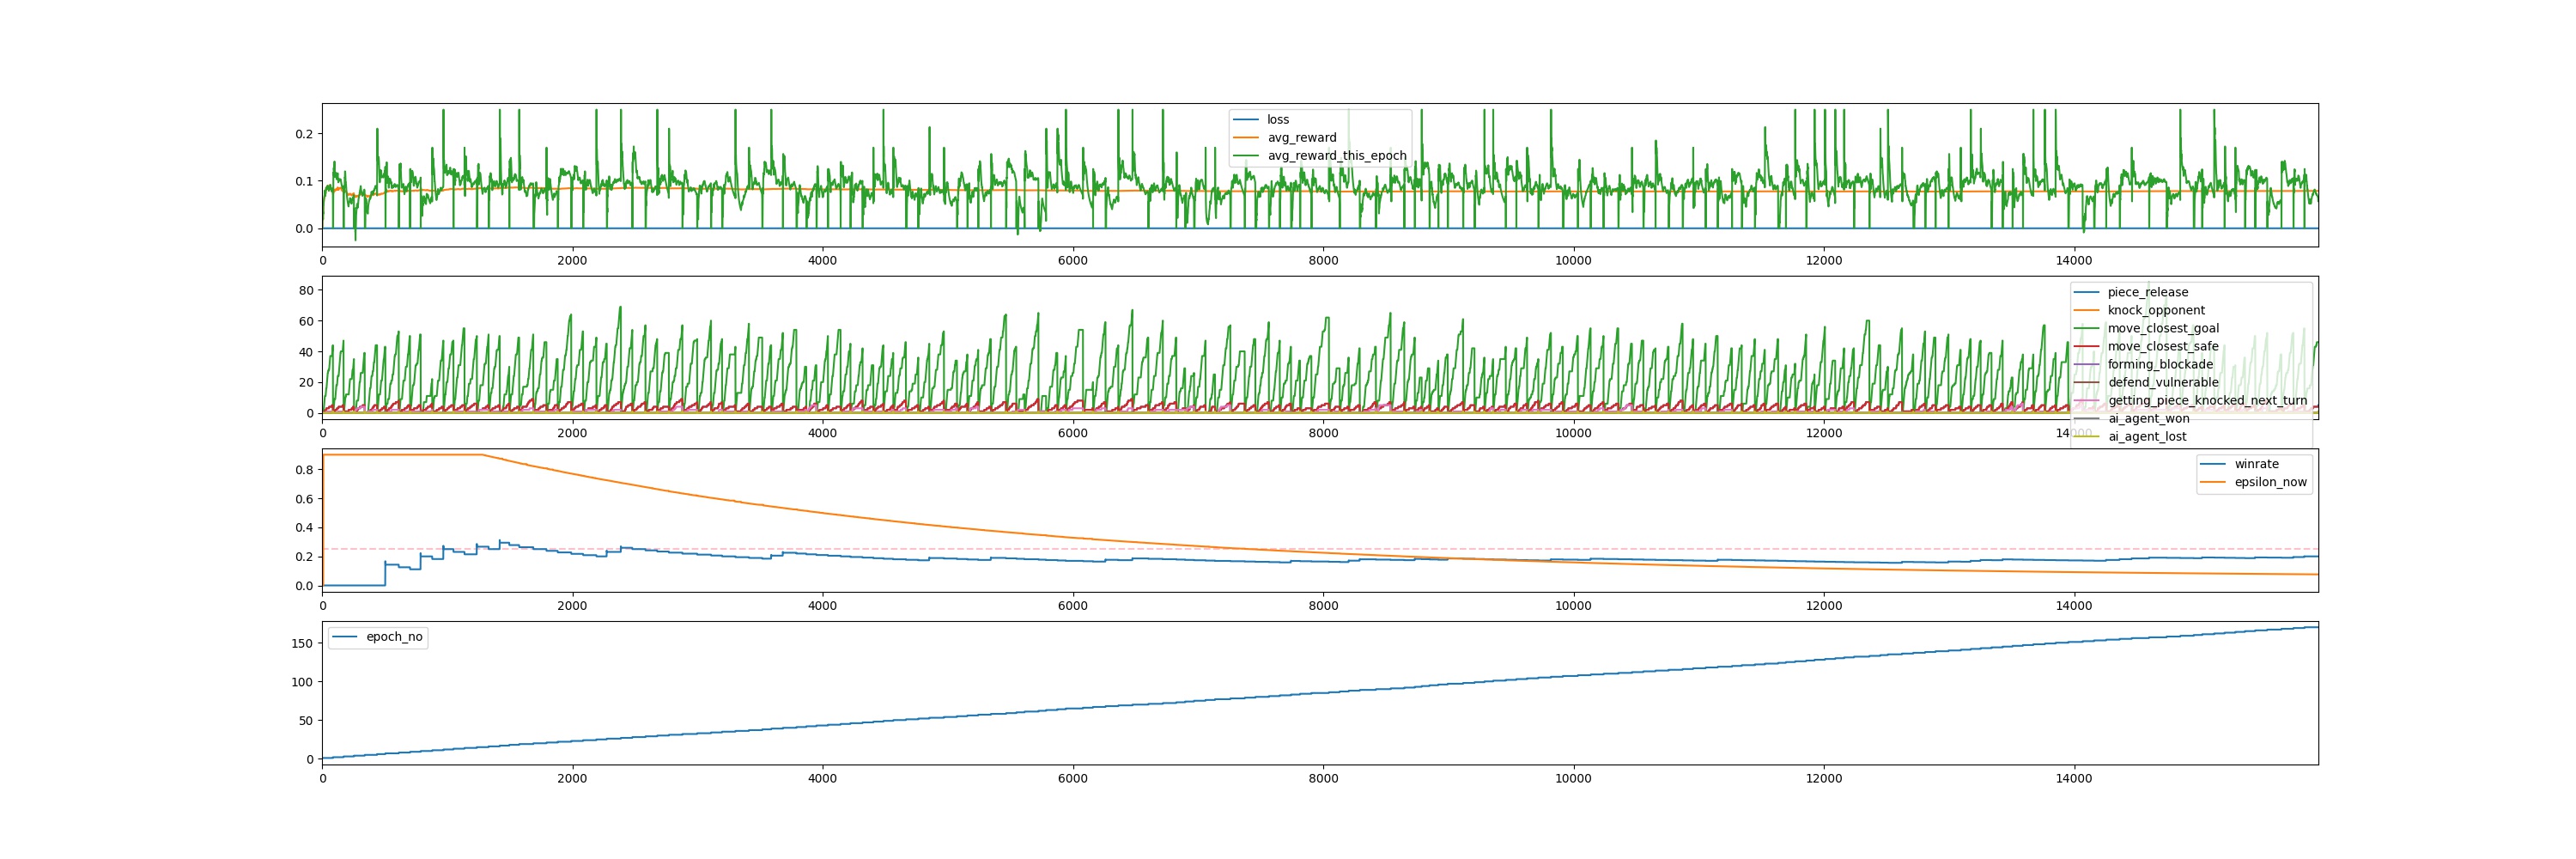 0.2
0.1
0.0
loss
avg_reward
avg_reward_this_epoch
0 2000 4000 6000 8000 10000 12000 14000
80
60
40
20
0
piece_release
knock_opponent
move_closest_goal
move_closest_safe
forming_blockade
defend_vulnerable
getting_piece_knocked_next_turn
ai_agent_won
ai_agent_lost
0 2000 4000 6000 8000 10000 12000 14000
0.8
0.6
0.4
0.2
0.0
winrate
epsilon_now
0 2000 4000 6000 8000 10000 12000 14000
150
100
50
0
epoch_no
0 2000 4000 6000 8000 10000 12000 14000